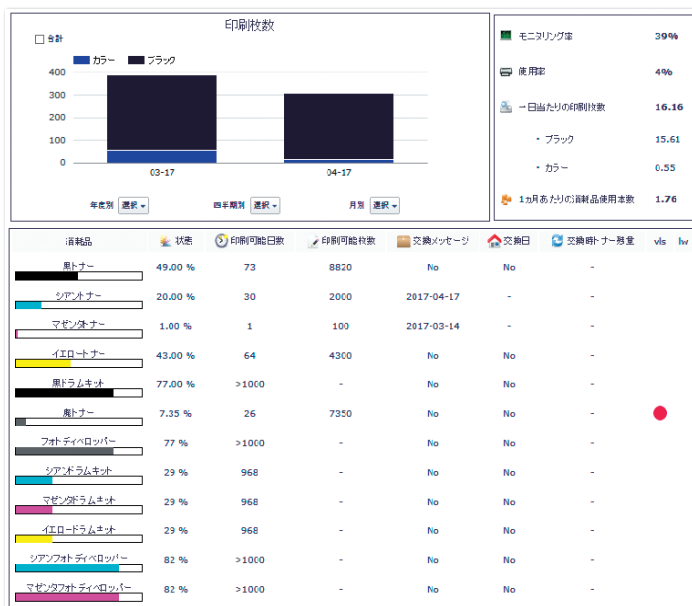 印刷枚数
合計
カラー ブラック
400
300
200
100
0
03-17 04-17
年度別 選択 四半期別 選択 月別 選択
モニタリング率 39%
使用率 4%
一日当たりの印刷枚数 16.16
・ ブラック 15.61
・ カラー 0.55
1カ月あたりの消耗品使用本数 1.76
消耗品 状態 印刷可能日数 印刷可能枚数 交換メッセージ 交換日 交換時トナー残量 vls hw
黒トナー 49.00 % 73 8820 No No -
シアントナー 20.00 % 30 2000 2017-04-17 - -
マゼンタトナー 1.00 % 1 100 2017-03-14 - -
イエロートナー 43.00 % 64 4300 No No -
黒ドラムキット 77.00 % >1000 - No No -
廃トナー 7.35 % 26 7350 No No -
フォトディベロッパー 77 % >1000 - No No -
シアンドラムキット 29 % 968 - No No -
マゼンタドラムキット 29 % 968 - No No -
イエロードラムキット 29 % 968 - No No -
シアンフォトディベロッパー 82 % >1000 - No No -
マゼンタフォトディベロッパー 82 % >1000 - No No -